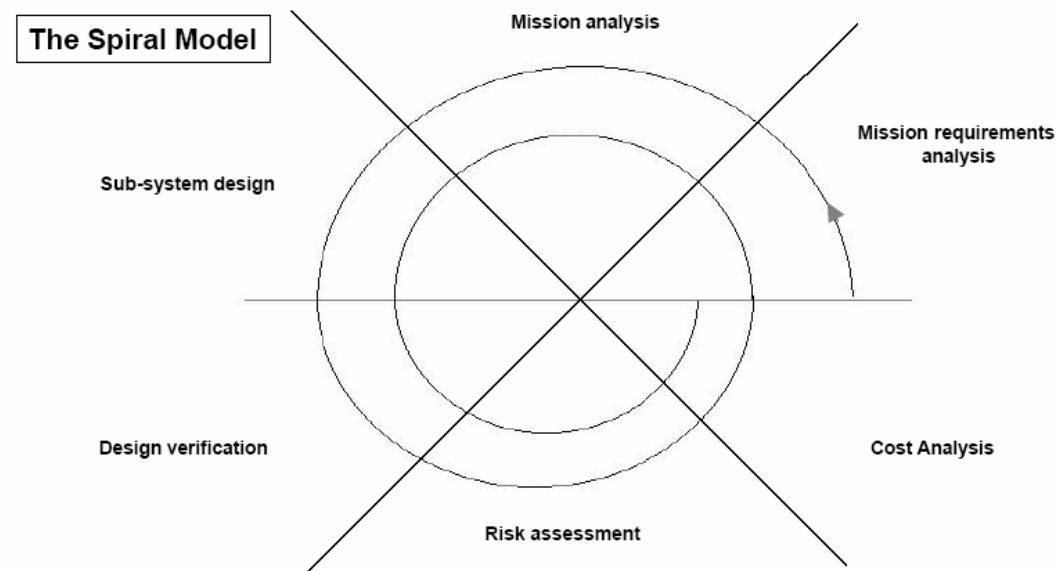 The Spiral Model
Mission analysis
Mission requirements
analysis
Sub-system design
Design verification
Cost Analysis
Risk assessment